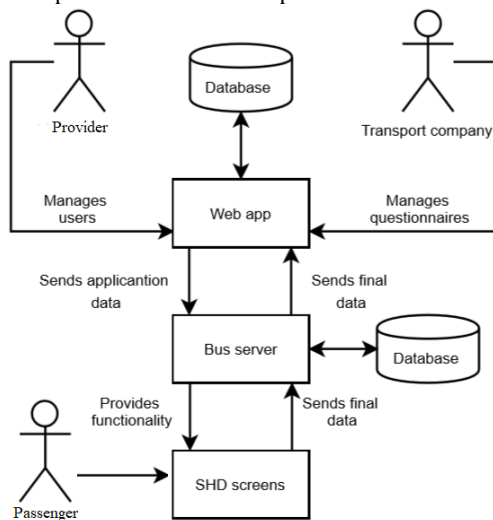 Provider
Database
Transport company
Manages
users
Web app
Manages
questionnaires
Sends applicantion
data
Sends final
data
Bus server
Database
Provides
functionality
Sends final
data
SHD screens
Passenger